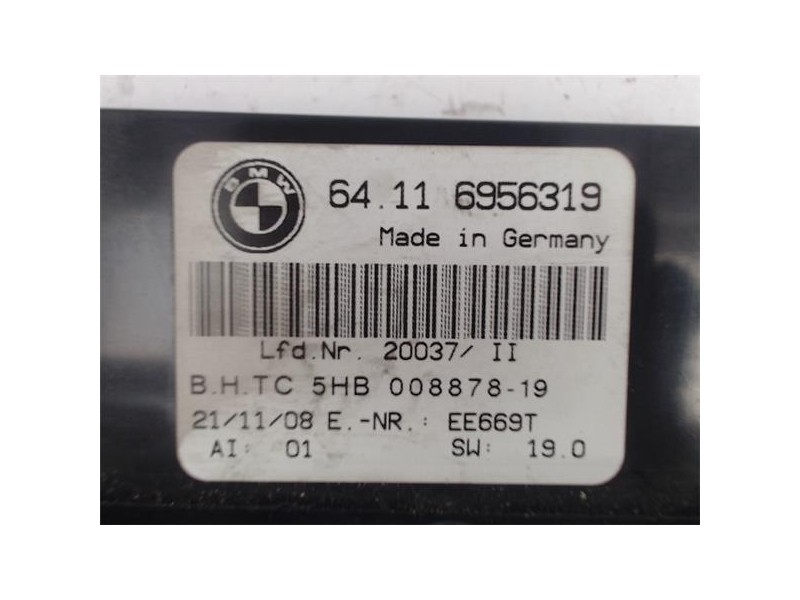 BMW
64.11 6956319
Made in Germany
Lfd.Nr. 20037/ II
B.H.TC 5HB 008878-19
21/11/08 E.-NR.: EE669T
AI: 01 SW: 19.0